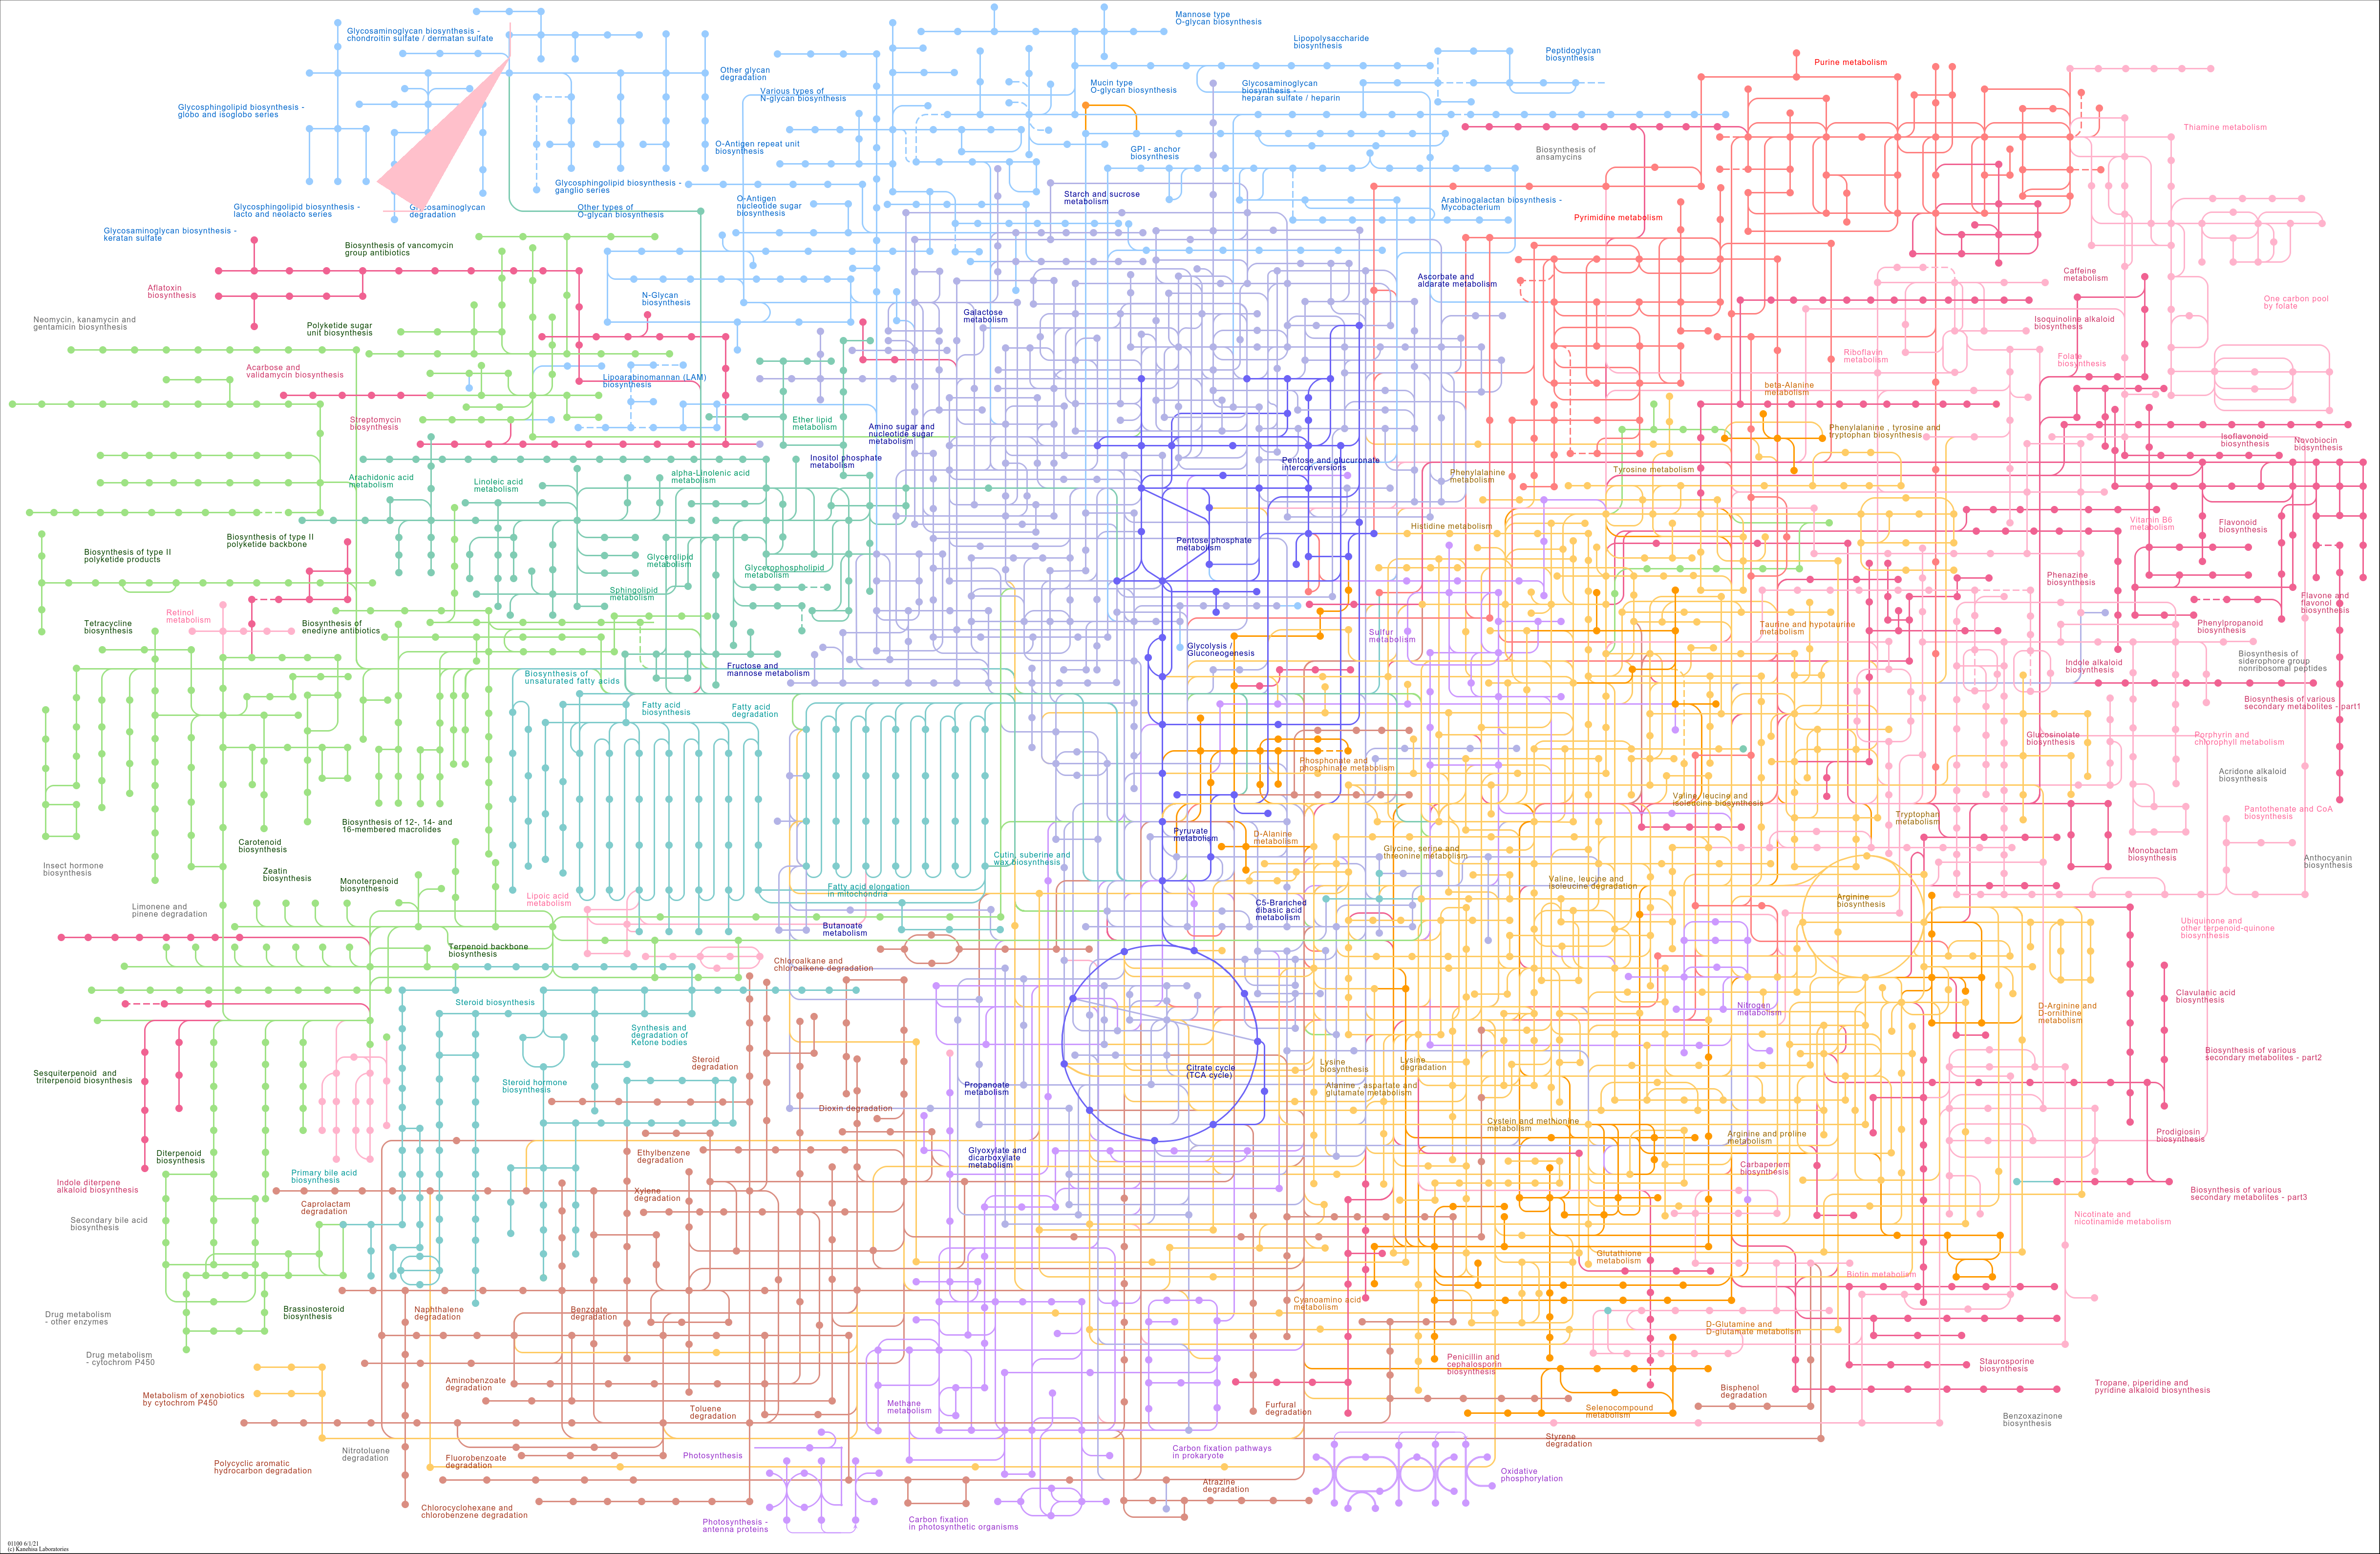 Mannose type
O-glycan biosynthesis
Glycosaminoglycan biosynthesis -
chondroitin sulfate / dermatan sulfate
Lipopolysaccharide
biosynthesis
Peptidoglycan
biosynthesis
Purine metabolism
Other glycan
degradation
Various types of
N-glycan biosynthesis
Mucin type
O-glycan biosynthesis
Glycosaminoglycan
biosynthesis -
heparan sulfate / heparin
Glycosphingolipid biosynthesis -
globo and isoglobo series
Thiamine metabolism
O-Antigen repeat unit
biosynthesis
GPI - anchor
biosynthesis
Biosynthesis of
ansamycins
Glycosphingolipid biosynthesis -
ganglio series
Starch and sucrose
metabolism
O-Antigen
nucleotide sugar
biosynthesis
Arabinogalactan biosynthesis -
Mycobacterium
Glycosphingolipid biosynthesis -
lacto and neolacto series
Glycosaminoglycan
degradation
Other types of
O-glycan biosynthesis
Pyrimidine metabolism
Glycosaminoglycan biosynthesis -
keratan sulfate
Biosynthesis of vancomycin
group antibiotics
Ascorbate and
aldarate metabolism
Caffeine
metabolism
Aflatoxin
biosynthesis
N-Glycan
biosynthesis
One carbon pool
by folate
Neomycin, kanamycin and
gentamicin biosynthesis
Polyketide sugar
unit biosynthesis
Galactose
metabolism
Isoquinoline alkaloid
biosynthesis
Riboflavin
metabolism
Folate
biosynthesis
Acarbose and
validamycin biosynthesis
Lipoarabinomannan (LAM)
biosynthesis
beta-Alanine
metabolism
Streptomycin
biosynthesis
Ether lipid
metabolism
Amino sugar and
nucleotide sugar
metabolism
Phenylalanine , tyrosine and
tryptophan biosynthesis
Isoflavonoid
biosynthesis
Novobiocin
biosynthesis
Inositol phosphate
metabolism
Pentose and glucuronate
interconversions
Arachidonic acid
metabolism
Linoleic acid
metabolism
alpha-Linolenic acid
metabolism
Phenylalanine
metabolism
Tyrosine metabolism
Histidine metabolism
Vitamin B6
metabolism
Flavonoid
biosynthesis
Biosynthesis of type II
polyketide backbone
Biosynthesis of type II
polyketide products
Pentose phosphate
metabolism
Glycerolipid
metabolism
Glycerophospholipid
metabolism
Sphingolipid
metabolism
Phenazine
biosynthesis
Flavone and
flavonol
biosynthesis
Retinol
metabolism
Tetracycline
biosynthesis
Biosynthesis of
enediyne antibiotics
Sulfur
metabolism
Taurine and hypotaurine
metabolism
Phenylpropanoid
biosynthesis
Glycolysis /
Gluconeogenesis
Fructose and
mannose metabolism
Indole alkaloid
biosynthesis
Biosynthesis of
siderophore group
nonribosomal peptides
Biosynthesis of
unsaturated fatty acids
Fatty acid
biosynthesis
Fatty acid
degradation
Biosynthesis of various
secondary metabolites - part1
Glucosinolate
biosynthesis
Porphyrin and
chlorophyll metabolism
Phosphonate and
phosphinate metabolism
Acridone alkaloid
biosynthesis
Valine, leucine and
isoleucine biosynthesis
Pantothenate and CoA
biosynthesis
Biosynthesis of 12-, 14- and
16-membered macrolides
Tryptophan
metabolism
Pyruvate
metabolism
D-Alanine
metabolism
Carotenoid
biosynthesis
Cutin, suberine and
wax biosynthesis
Glycine, serine and
threonine metabolism
Monobactam
biosynthesis
Anthocyanin
biosynthesis
Insect hormone
biosynthesis
Zeatin
biosynthesis
Monoterpenoid
biosynthesis
Fatty acid elongation
in mitochondria
Valine, leucine and
isoleucine degradation
Lipoic acid
metabolism
Arginine
biosynthesis
Limonene and
pinene degradation
C5-Branched
dibasic acid
metabolism
Butanoate
metabolism
Ubiquinone and
other terpenoid-quinone
biosynthesis
Terpenoid backbone
biosynthesis
Chloroalkane and
chloroalkene degradation
Clavulanic acid
biosynthesis
Steroid biosynthesis
Nitrogen
metabolism
D-Arginine and
D-ornithine
metabolism
Synthesis and
degradation of
Ketone bodies
Biosynthesis of various
secondary metabolites - part2
Steroid
degradation
Lysine
biosynthesis
Lysine
degradation
Citrate cycle
(TCA cycle)
Sesquiterpenoid and
triterpenoid biosynthesis
Steroid hormone
biosynthesis
Propanoate
metabolism
Alanine , aspartate and
glutamate metabolism
Dioxin degradation
Cystein and methionine
metabolism
Arginine and proline
metabolism
Prodigiosin
biosynthesis
Diterpenoid
biosynthesis
Ethylbenzene
degradation
Glyoxylate and
dicarboxylate
metabolism
Carbapenem
biosynthesis
Primary bile acid
biosynthesis
Indole diterpene
alkaloid biosynthesis
Xylene
degradation
Biosynthesis of various
secondary metabolites - part3
Caprolactam
degradation
Secondary bile acid
biosynthesis
Nicotinate and
nicotinamide metabolism
Glutathione
metabolism
Biotin metabolism
Cyanoamino acid
metabolism
Drug metabolism
- other enzymes
Brassinosteroid
biosynthesis
Naphthalene
degradation
Benzoate
degradation
D-Glutamine and
D-glutamate metabolism
Drug metabolism
- cytochrom P450
Penicillin and
cephalosporin
biosynthesis
Staurosporine
biosynthesis
Aminobenzoate
degradation
Bisphenol
degradation
Tropane, piperidine and
pyridine alkaloid biosynthesis
Metabolism of xenobiotics
by cytochrom P450
Toluene
degradation
Methane
metabolism
Furfural
degradation
Selenocompound
metabolism
Benzoxazinone
biosynthesis
Styrene
degradation
Nitrotoluene
degradation
Photosynthesis
Carbon fixation pathways
in prokaryote
Polycyclic aromatic
hydrocarbon degradation
Fluorobenzoate
degradation
Oxidative
phosphorylation
Atrazine
degradation
Chlorocyclohexane and
chlorobenzene degradation
Photosynthesis -
antenna proteins
Carbon fixation
in photosynthetic organisms
01100 6/1/21
(c) Kanehisa Laboratories